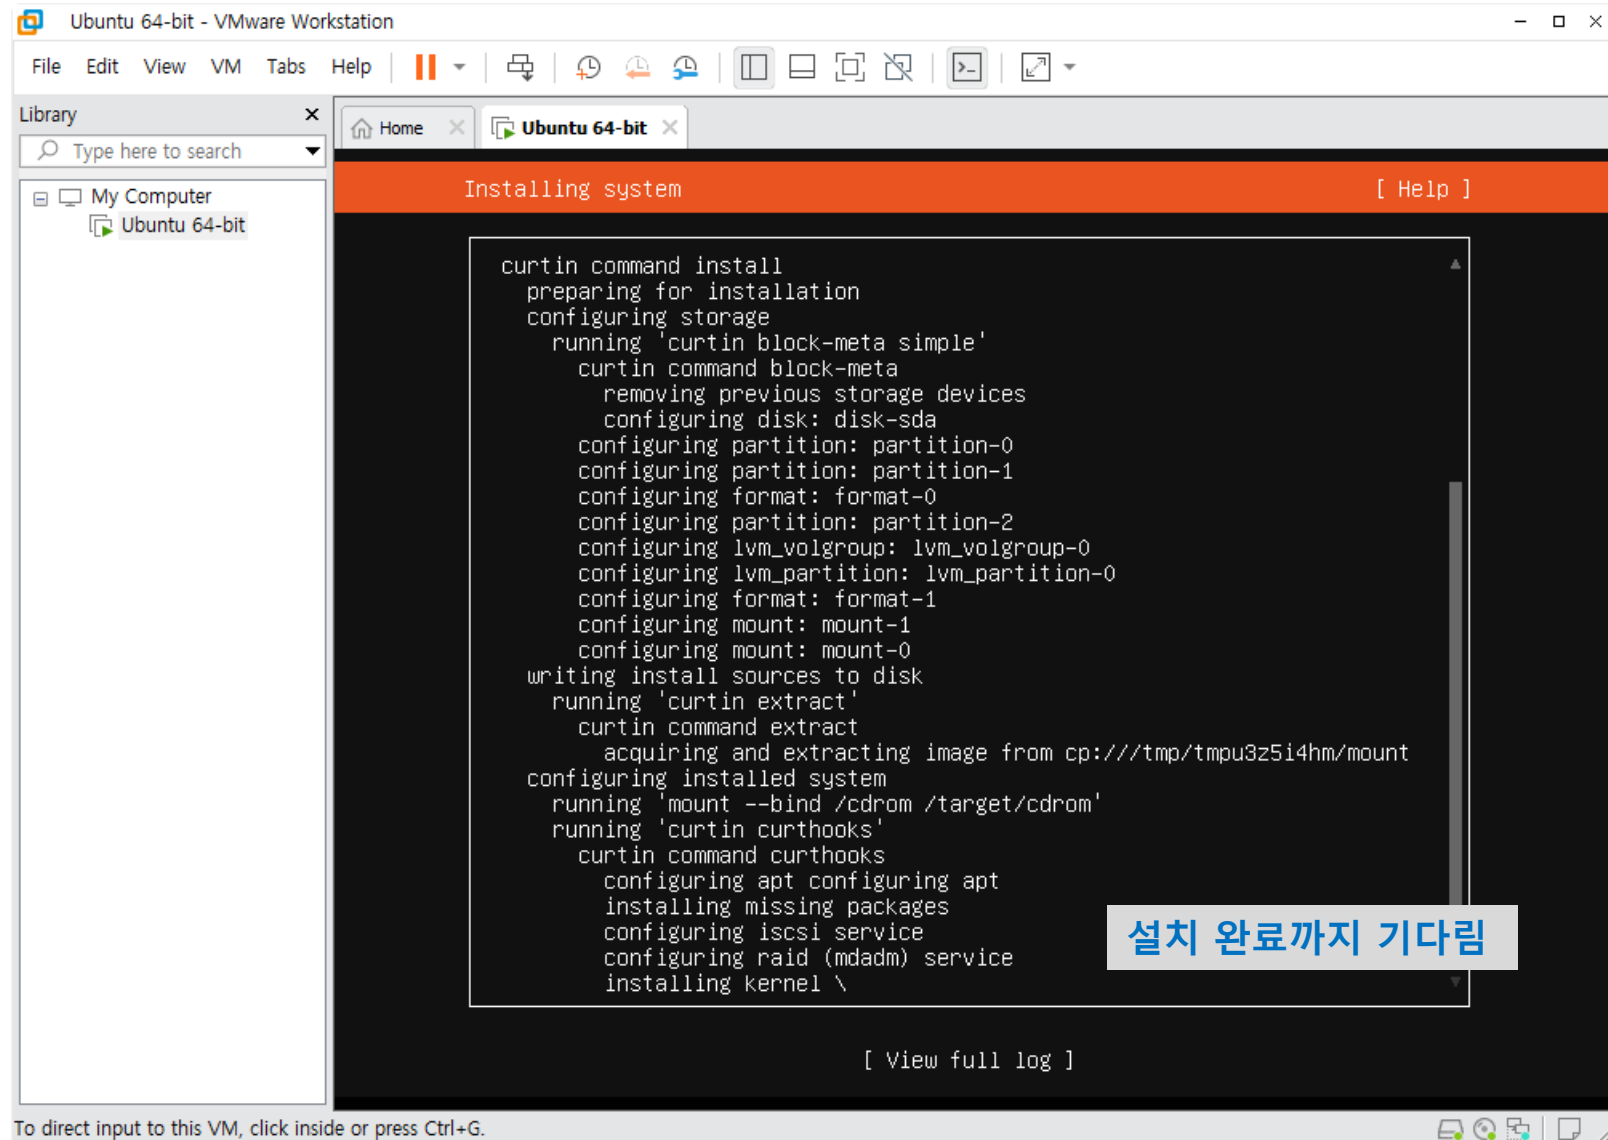 Ubuntu 64-bit - VMware Workstation
File Edit View VM Tabs Help
Library
Home
Ubuntu 64-bit
Type here to search
My Computer
Ubuntu 64-bit
Installing system [ Help ]
curtin command install
preparing for installation
configuring storage
running 'curtin block-meta simple'
curtin command block-meta
removing previous storage devices
configuring disk: disk-sda
configuring partition: partition-0
configuring partition: partition-1
configuring format: format-0
configuring partition: partition-2
configuring lvm_volgroup: lvm_volgroup-0
configuring lvm_partition: lvm_partition-0
configuring format: format-1
configuring mount: mount-1
configuring mount: mount-0
writing install sources to disk
running 'curtin extract'
curtin command extract
acquiring and extracting image from cp:///tmp/tmpu3z5i4hm/mount
configuring installed system
running 'mount --bind /cdrom /target/cdrom'
running 'curtin curthooks'
curtin command curthooks
configuring apt configuring apt
installing missing packages
configuring iscsi service
configuring raid (mdadm) service
installing kernel \
설치 완료까지 기다림
[ View full log ]
To direct input to this VM, click inside or press Ctrl+G.